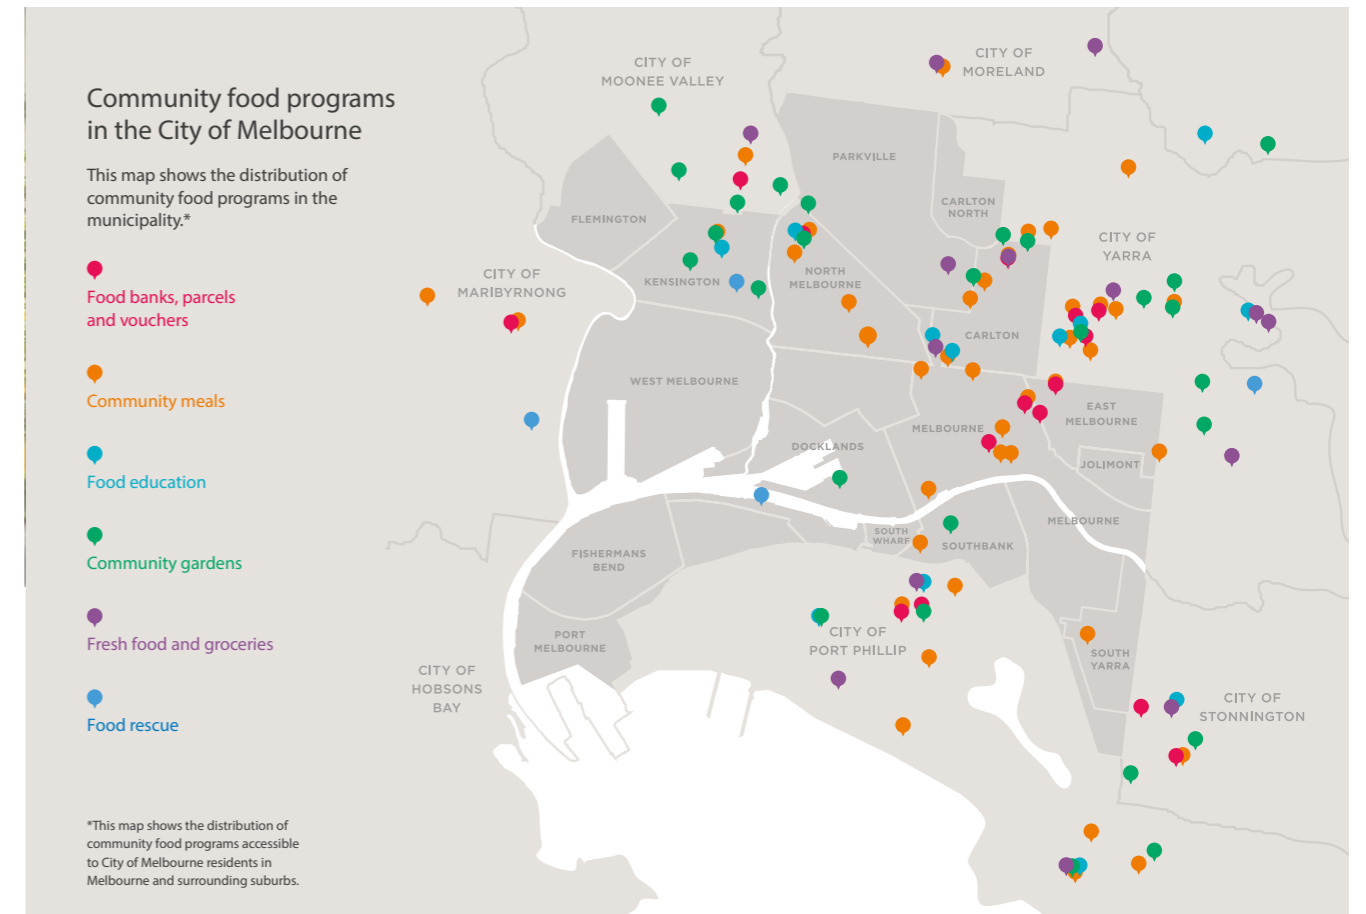 Community food programs
in the City of Melbourne
This map shows the distribution of
community food programs in the
municipality.*
Food banks, parcels
and vouchers
Community meals
Food education
Community gardens
Fresh food and groceries
Food rescue
*This map shows the distribution of
community food programs accessible
to City of Melbourne residents in
Melbourne and surrounding suburbs.
CITY OF
MOONEE VALLEY
CITY OF
MORELAND
PARKVILLE
CARLTON
NORTH
FLEMINGTON
CITY OF
YARRA
CITY OF
MARIBYRNONG
KENSINGTON
NORTH
MELBOURNE
CARLTON
WEST MELBOURNE
EAST
MELBOURNE
MELBOURNE
DOCKLANDS
JOLIMONT
MELBOURNE
SOUTH
WHARF
SOUTHBANK
FISHERMANS
BEND
PORT
MELBOURNE
CITY OF
PORT PHILLIP
SOUTH
YARRA
CITY OF
HOBSONS
BAY
CITY OF
STONNINGTON